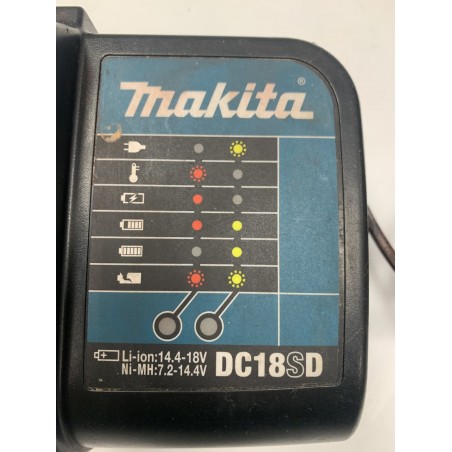 makita®
Li-ion:14.4-18V
Ni-MH:7.2-14.4V
DC18SD